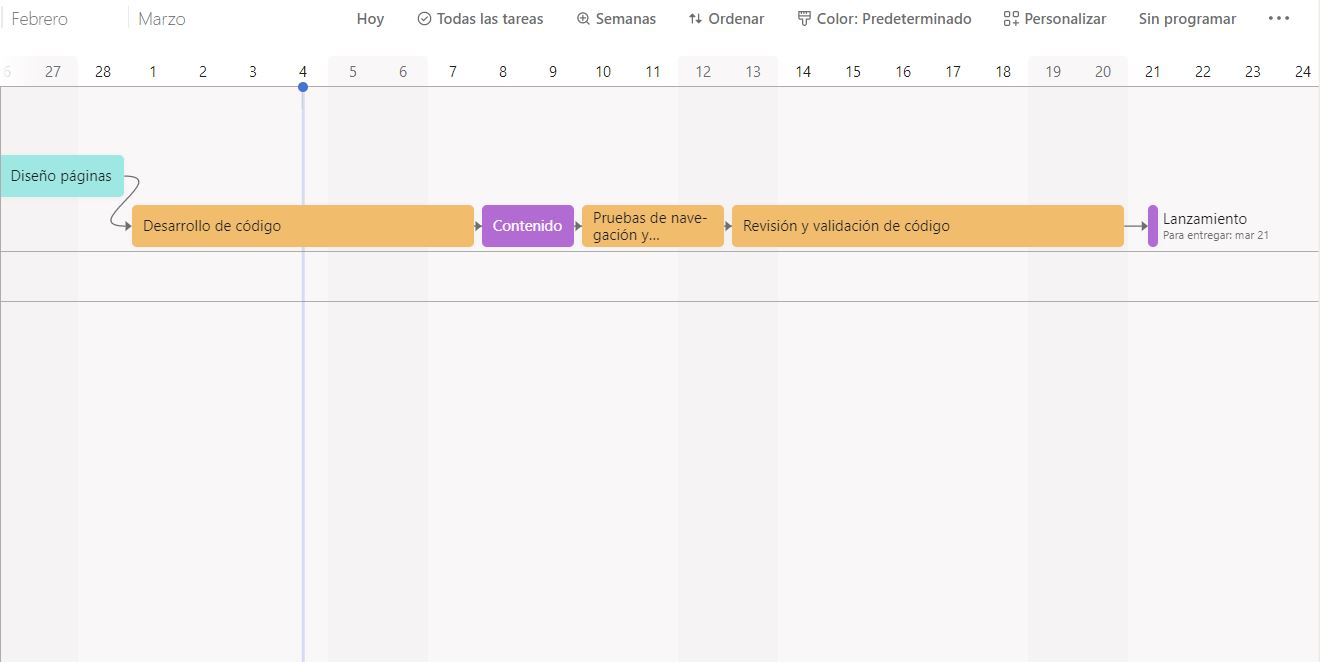 Febrero Marzo Hoy Todas las tareas Semanas Ordenar Color: Predeterminado Personalizar Sin programar
6 27 28 1 2 3 4 5 6 7 8 9 10 11 12 13 14 15 16 17 18 19 20 21 22 23 24
Diseño páginas
Desarrollo de código
Contenido
Pruebas de nave-
gación y...
Revisión y validación de código
Lanzamiento
Para entregar: mar 21